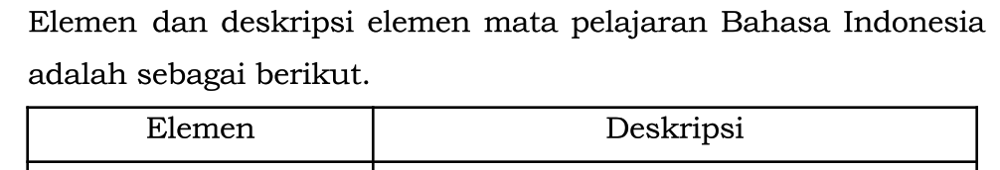 Elemen dan deskripsi elemen mata pelajaran Bahasa Indonesia
adalah sebagai berikut.
Elemen Deskripsi